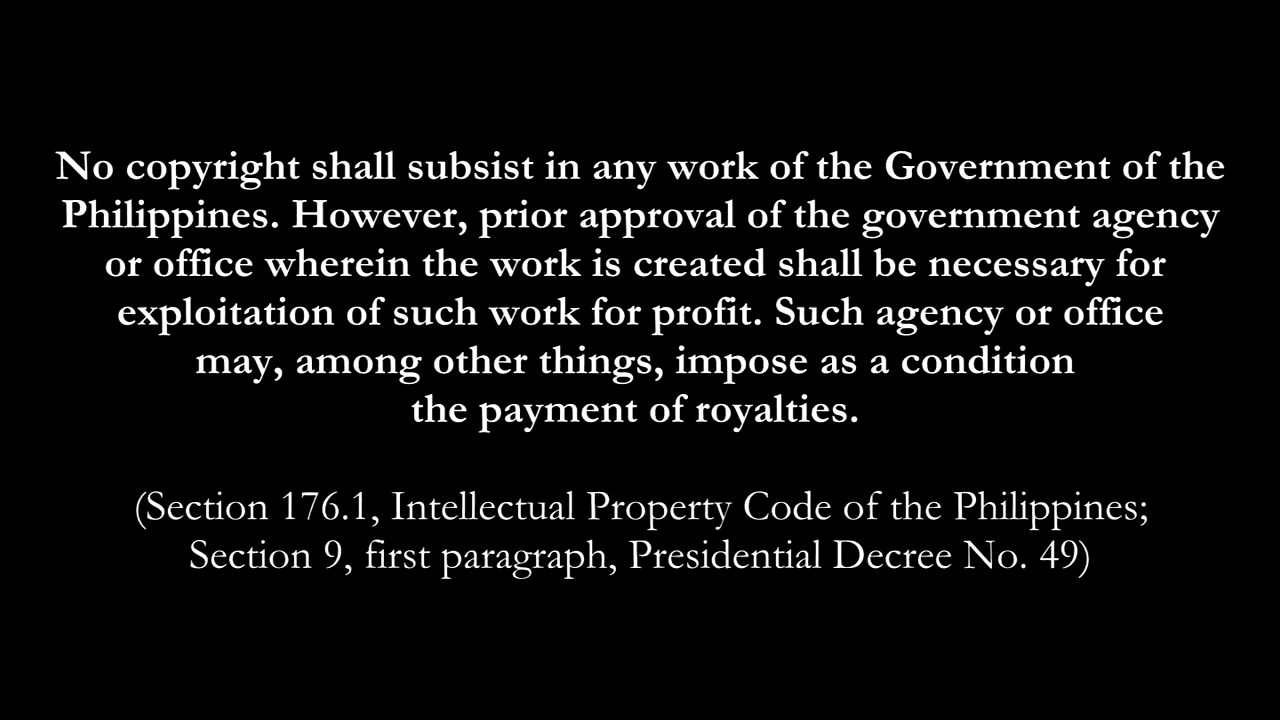 No copyright shall subsist in any work of the Government of the
Philippines. However, prior approval of the government agency
or office wherein the work is created shall be necessary for
exploitation of such work for profit. Such agency or office
may, among other things, impose as a condition
the payment of royalties.
(Section 176.1, Intellectual Property Code of the Philippines;
Section 9, first paragraph, Presidential Decree No. 49)